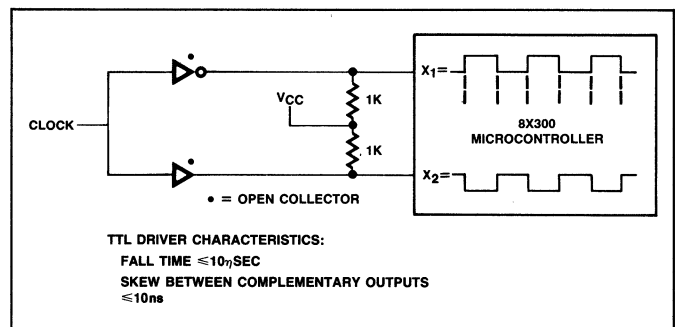 X1=
VCC
1K
CLOCK
8X300
MICROCONTROLLER
1K
X2=
• = OPEN COLLECTOR
TTL DRIVER CHARACTERISTICS:
FALL TIME ≤10ηSEC
SKEW BETWEEN COMPLEMENTARY OUTPUTS
≤10ns